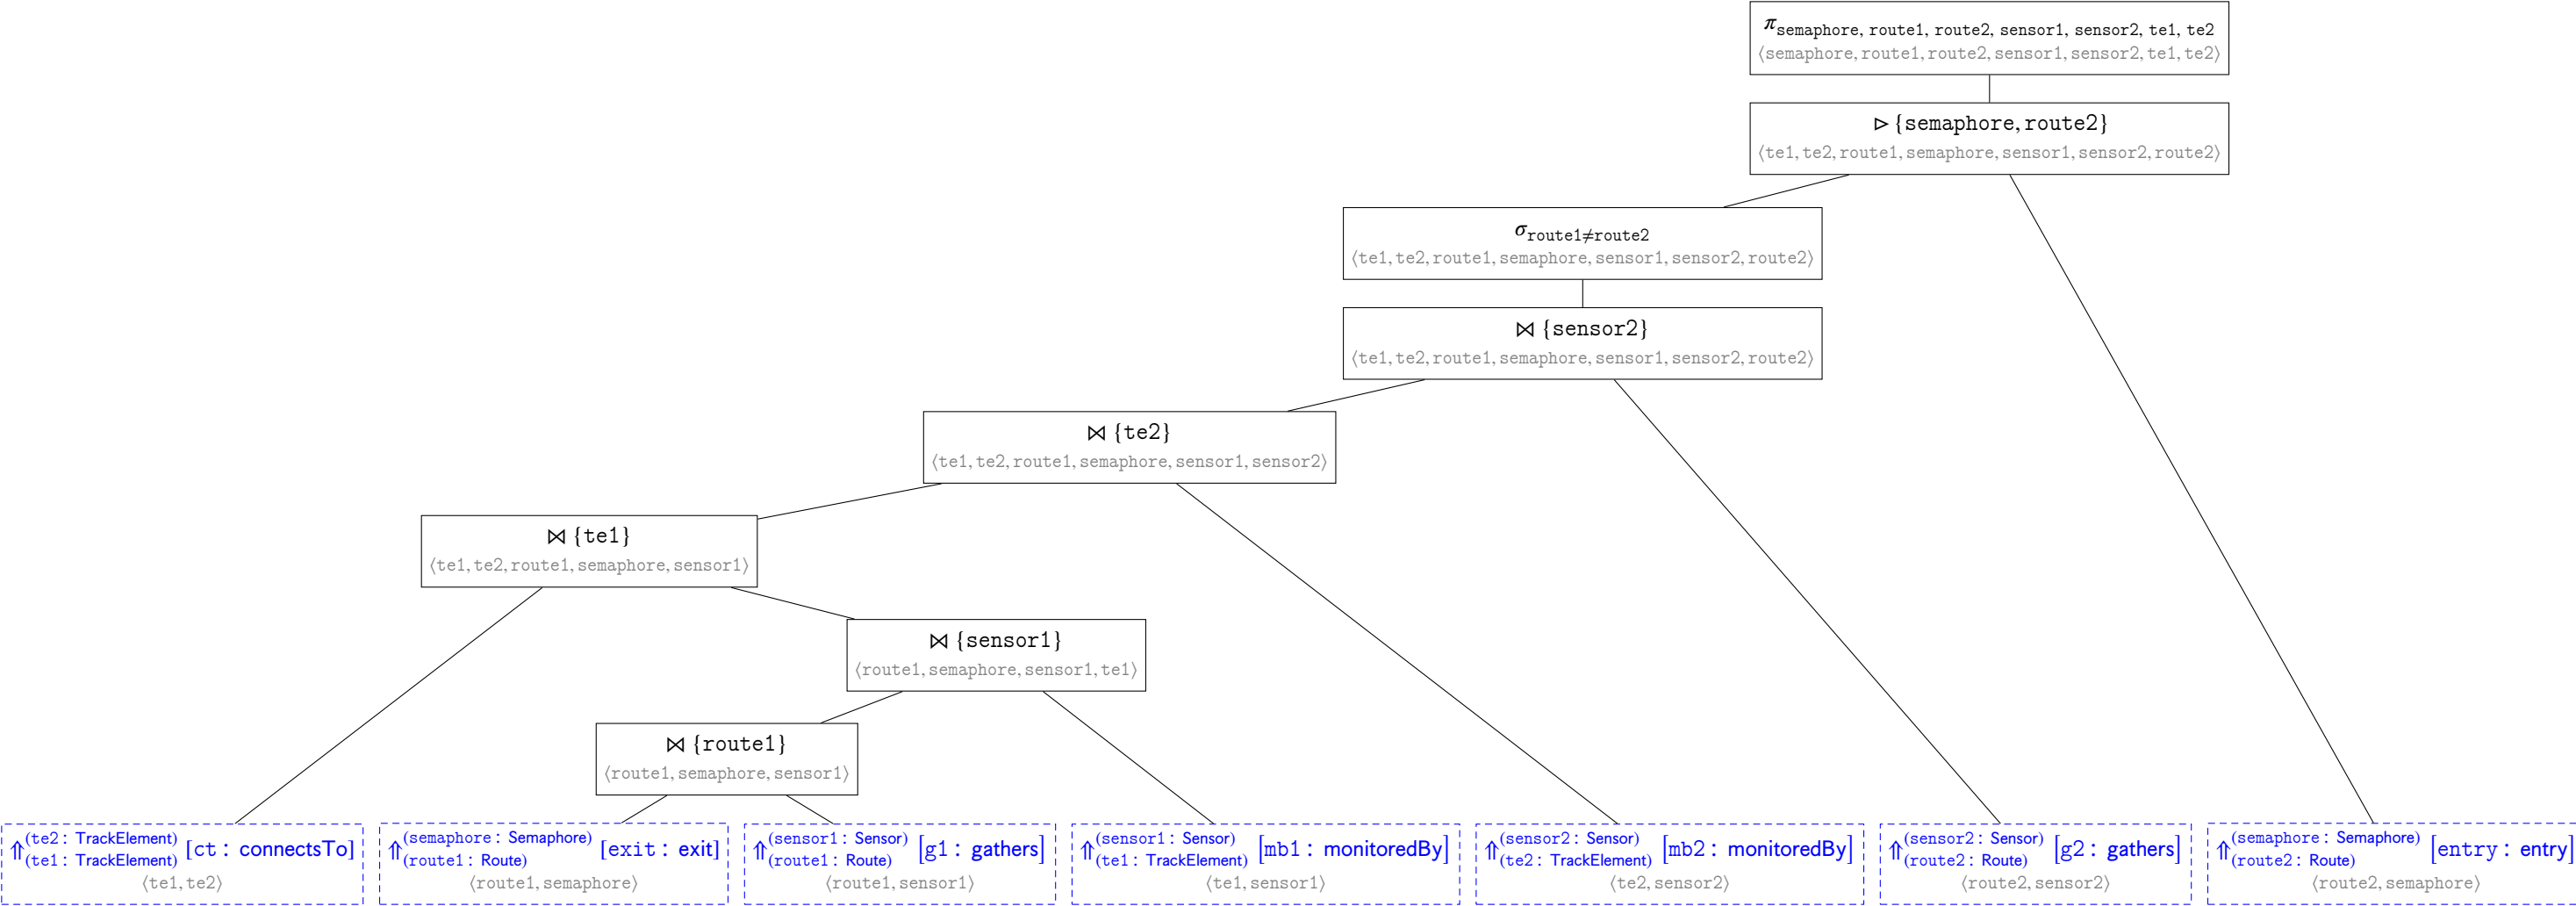 π semaphore, route1, route2, sensor1, sensor2, te1, te2
⟨semaphore, route1, route2, sensor1, sensor2, te1, te2⟩
▷ {semaphore, route2}
⟨te1, te2, route1, semaphore, sensor1, sensor2, route2⟩
σ route1≠route2
⟨te1, te2, route1, semaphore, sensor1, sensor2, route2⟩
⋈ {sensor2}
⟨te1, te2, route1, semaphore, sensor1, sensor2, route2⟩
⋈ {te2}
⟨te1, te2, route1, semaphore, sensor1, sensor2⟩
⋈ {te1}
⟨te1, te2, route1, semaphore, sensor1⟩
⋈ {sensor1}
⟨route1, semaphore, sensor1, te1⟩
⋈ {route1}
⟨route1, semaphore, sensor1⟩
⇑ (te2: TrackElement) (te1: TrackElement) [ct: connectsTo]
⟨te1, te2⟩
⇑ (semaphore: Semaphore) (route1: Route) [exit: exit]
⟨route1, semaphore⟩
⇑ (sensor1: Sensor) (route1: Route) [g1: gathers]
⟨route1, sensor1⟩
⇑ (sensor1: Sensor) (te1: TrackElement) [mb1: monitoredBy]
⟨te1, sensor1⟩
⇑ (sensor2: Sensor) (te2: TrackElement) [mb2: monitoredBy]
⟨te2, sensor2⟩
⇑ (sensor2: Sensor) (route2: Route) [g2: gathers]
⟨route2, sensor2⟩
⇑ (semaphore: Semaphore) (route2: Route) [entry: entry]
⟨route2, semaphore⟩